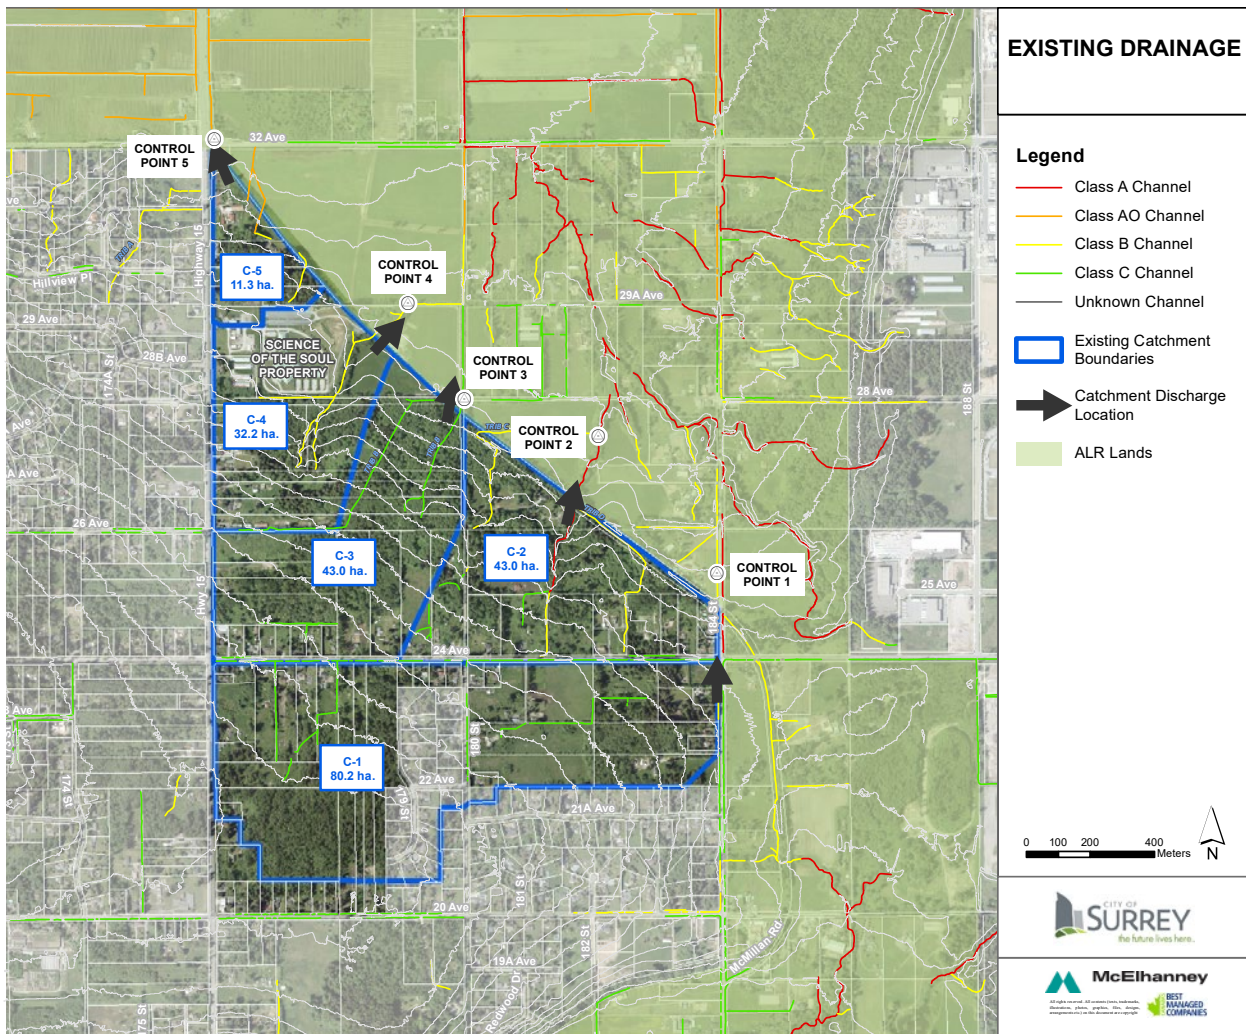 EXISTING DRAINAGE
Legend
Class A Channel
Class AO Channel
Class B Channel
Class C Channel
Unknown Channel
Existing Catchment
Boundaries
Catchment Discharge
Location
ALR Lands
0 100 200 400
Meters
N
CITY OF
SURREY
the future lives here.
McElhanney
BEST
MANAGED
COMPANIES
32 Ave
CONTROL
POINT 5
Highway 15
Hillview Pl
C-5
11.3 ha.
CONTROL
POINT 4
29A Ave
29 Ave
SCIENCE
OF THE SOUL
PROPERTY
28B Ave
174A St
CONTROL
POINT 3
28 Ave
188 St
C-4
32.2 ha.
CONTROL
POINT 2
26 Ave
C-3
43.0 ha.
C-2
43.0 ha.
CONTROL
POINT 1
25 Ave
Hwy 15
184 St
24 Ave
180 St
C-1
80.2 ha.
22 Ave
179 St
21A Ave
174 St
20 Ave
181 St
182 St
19A Ave
Redwood Dr
McMillan Rd
175 St